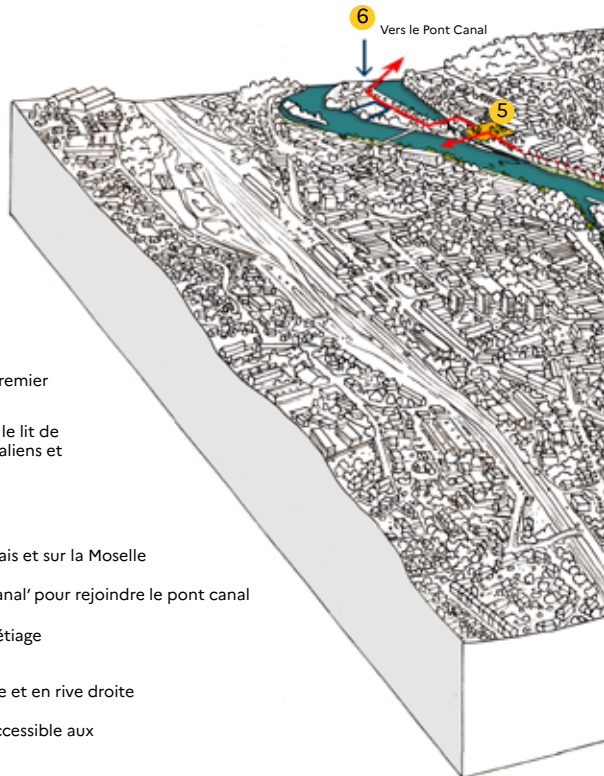 6
Vers le Pont Canal
5
remier
le lit de
aliens et
ais et sur la Moselle
anal’ pour rejoindre le pont canal
étiage
e et en rive droite
ccessible aux